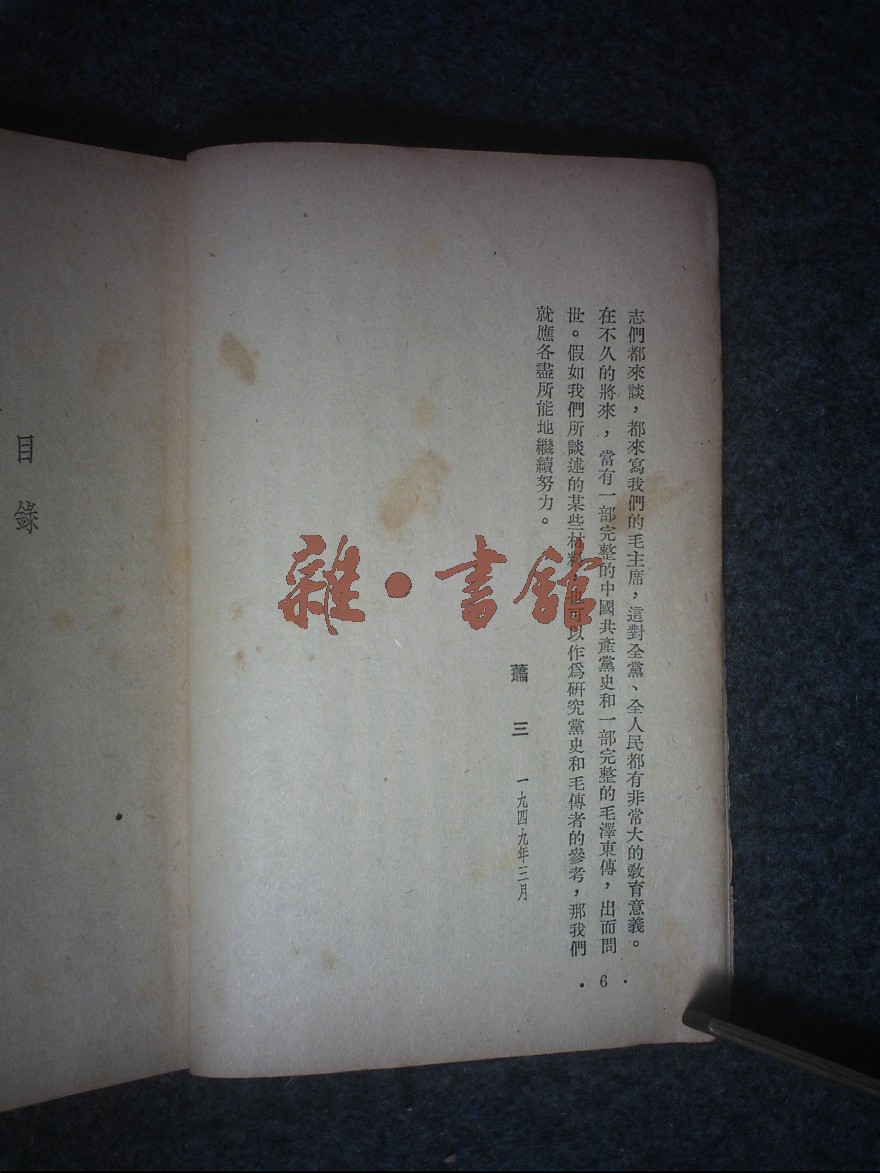 志們都來談，都來寫我們的毛主席，這對全黨、全人民都有非常大的敎育意義。
在不久的將來，當有一部完整的中國共產黨史和一部完整的毛澤東傳，出而問
世。假如我們所談述的某些材料，也可以作爲研究黨史和毛傳者的參考，那我們
就應各盡所能地繼續努力。
蕭 三 一九四九年三月
· 6 ·
目錄
雜·書館